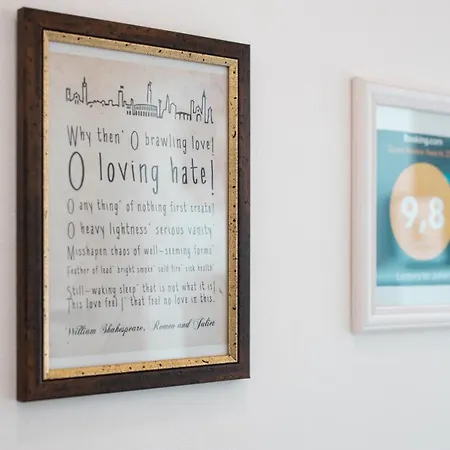 Why then' O brawling love!
O loving hate!
O any thing' of nothing first create!
O heavy lightness' serious vanity'
Misshapen chaos of well-seeming forms'
Feather of lead' bright smoke' cold fire' sick health'
Still-waking sleep' that is not what it is!
This love feel I' that feel no love in this.
William Shakespeare, Romeo and Juliet
Booking.com
9,8